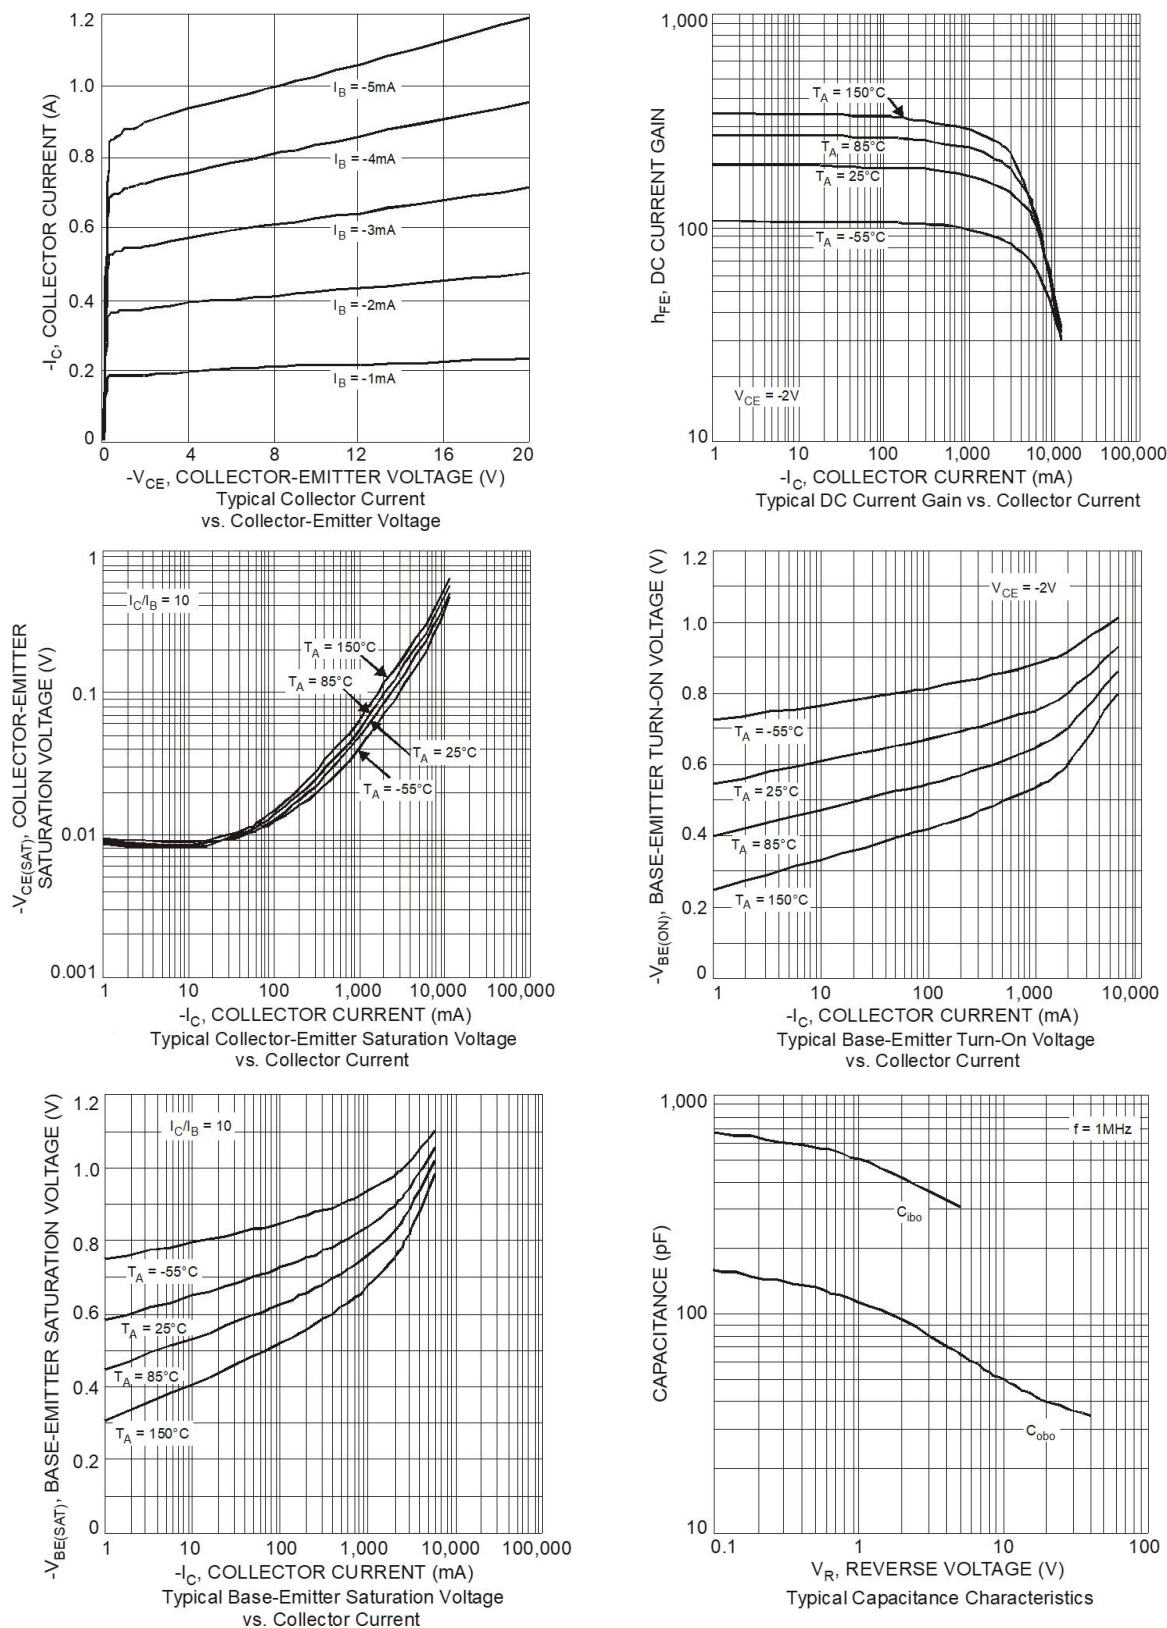 1.2
1.0
0.8
0.6
0.4
0.2
0
-I_C, COLLECTOR CURRENT (A)
I_B = -5mA
I_B = -4mA
I_B = -3mA
I_B = -2mA
I_B = -1mA
0 4 8 12 16 20
-V_CE, COLLECTOR-EMITTER VOLTAGE (V)
Typical Collector Current
vs. Collector-Emitter Voltage
1,000
100
10
h_FE, DC CURRENT GAIN
T_A = 150°C
T_A = 85°C
T_A = 25°C
T_A = -55°C
V_CE = -2V
1 10 100 1,000 10,000 100,000
-I_C, COLLECTOR CURRENT (mA)
Typical DC Current Gain vs. Collector Current
1
0.1
0.01
0.001
-V_CE(SAT), COLLECTOR-EMITTER
SATURATION VOLTAGE (V)
I_C/I_B = 10
T_A = 150°C
T_A = 85°C
T_A = 25°C
T_A = -55°C
1 10 100 1,000 10,000 100,000
-I_C, COLLECTOR CURRENT (mA)
Typical Collector-Emitter Saturation Voltage
vs. Collector Current
1.2
1.0
0.8
0.6
0.4
0.2
0
-V_BE(ON), BASE-EMITTER TURN-ON VOLTAGE (V)
V_CE = -2V
T_A = -55°C
T_A = 25°C
T_A = 85°C
T_A = 150°C
1 10 100 1,000 10,000
-I_C, COLLECTOR CURRENT (mA)
Typical Base-Emitter Turn-On Voltage
vs. Collector Current
1.2
1.0
0.8
0.6
0.4
0.2
0
-V_BE(SAT), BASE-EMITTER SATURATION VOLTAGE (V)
I_C/I_B = 10
T_A = -55°C
T_A = 25°C
T_A = 85°C
T_A = 150°C
1 10 100 1,000 10,000 100,000
-I_C, COLLECTOR CURRENT (mA)
Typical Base-Emitter Saturation Voltage
vs. Collector Current
1,000
100
10
CAPACITANCE (pF)
f = 1MHz
C_ibo
C_obo
0.1 1 10 100
V_R, REVERSE VOLTAGE (V)
Typical Capacitance Characteristics